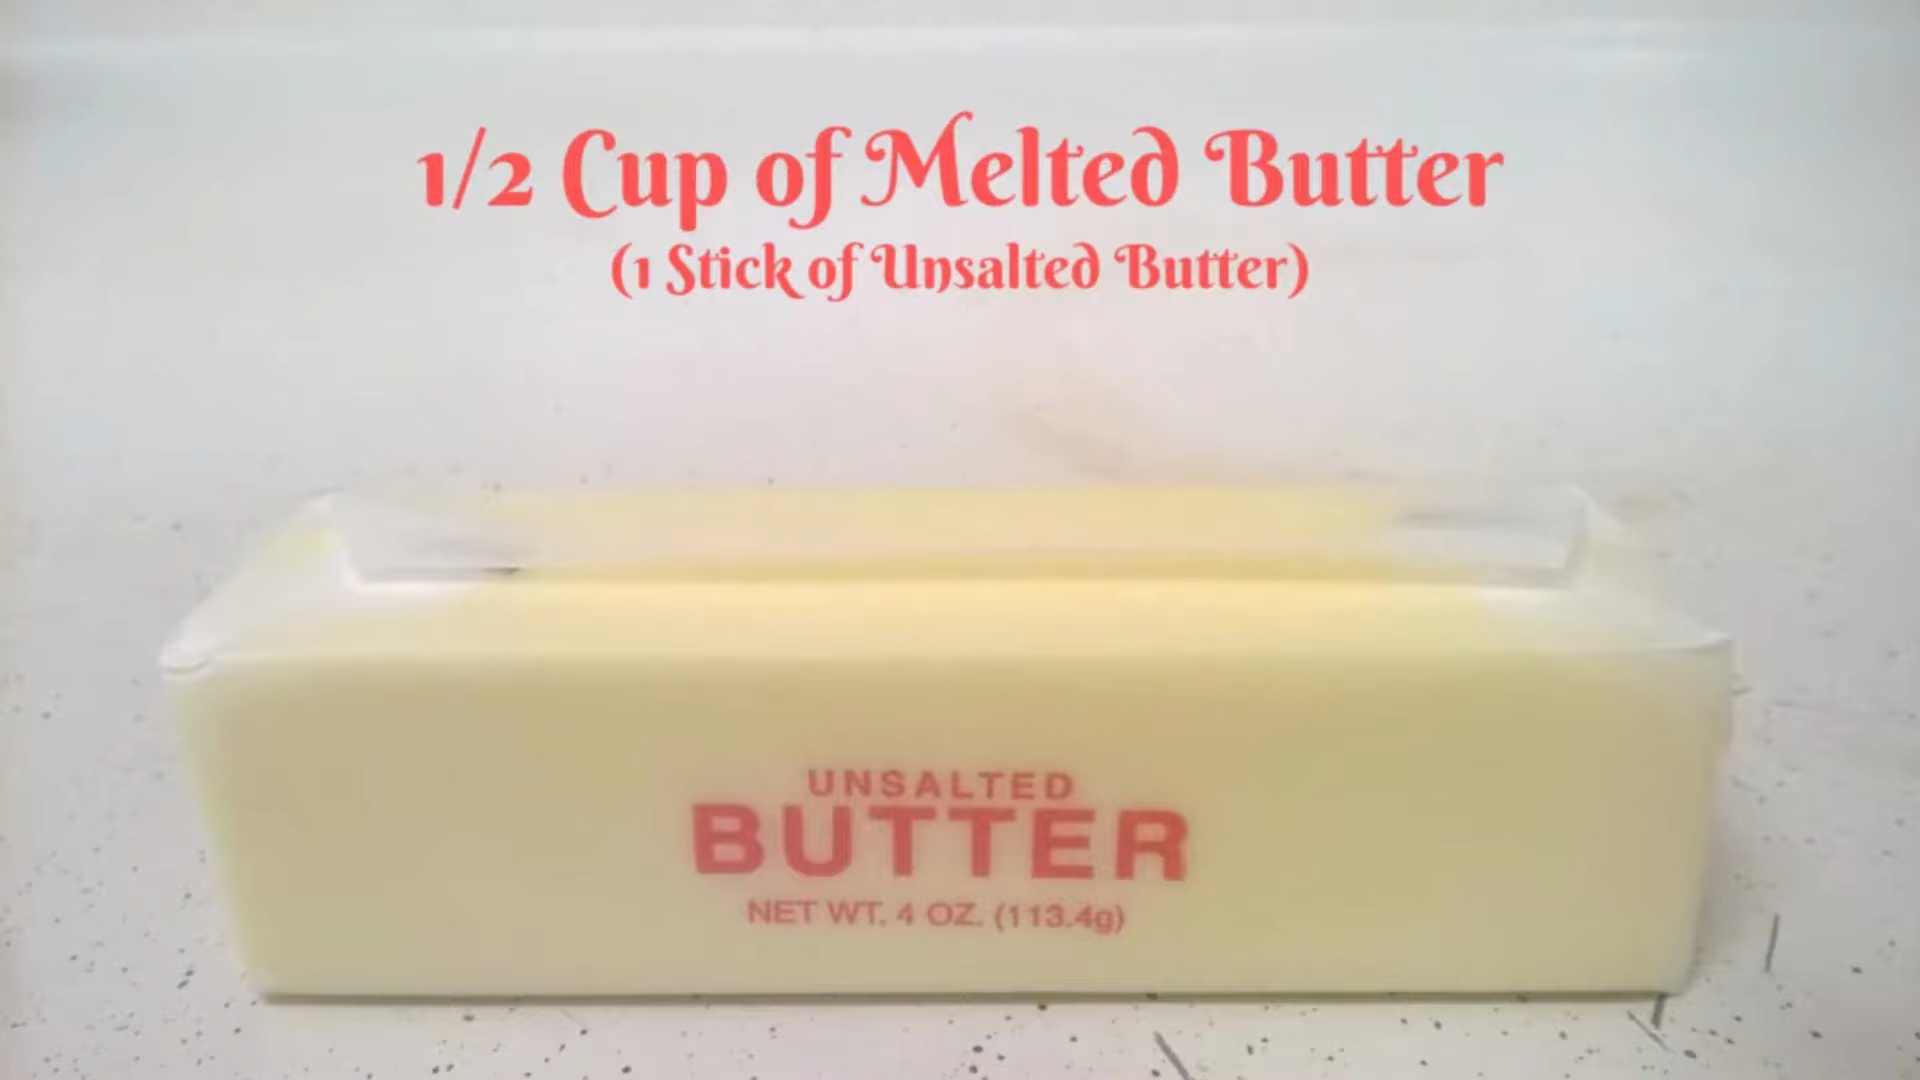 1/2 Cup of Melted Butter
(1 Stick of Unsalted Butter)
UNSALTED
BUTTER
NET WT. 4 OZ. (113.4g)